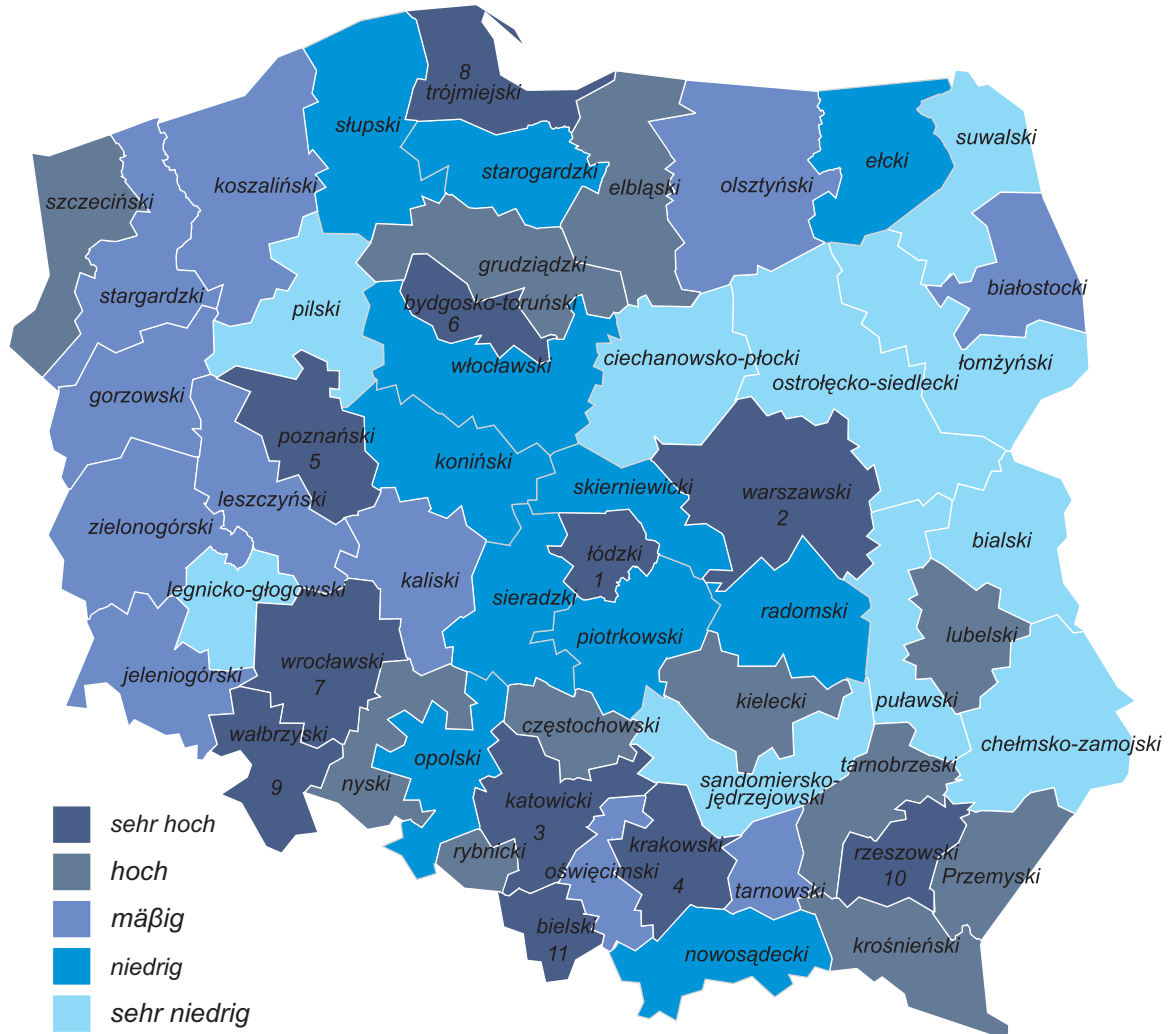 8
trójmiejski
słupski
starogardzki
ełcki
suwalski
koszaliński
elbląski
olsztyński
szczeciński
grudziądzki
białostocki
stargardzki
pilski
bydgosko-toruński
6
ciechanowsko-płocki
włocławski
łomżyński
ostrołęcko-siedlecki
gorzowski
poznański
5
koniński
skierniewicki
warszawski
2
leszczyński
zielonogórski
bialski
łódzki
1
kaliski
legnicko-głogowski
sieradzki
radomski
piotrkowski
lubelski
wrocławski
7
jeleniogórski
kielecki
puławski
częstochowski
wałbrzyski
9
chełmsko-zamojski
opolski
tarnobrzeski
nyski
sandomiersko-
jędrzejowski
katowicki
3
sehr hoch
krakowski
4
rybnicki
rzeszowski
10
hoch
oświęcimski
Przemyski
tarnowski
mäβig
bielski
11
krośnieński
nowosądecki
niedrig
sehr niedrig